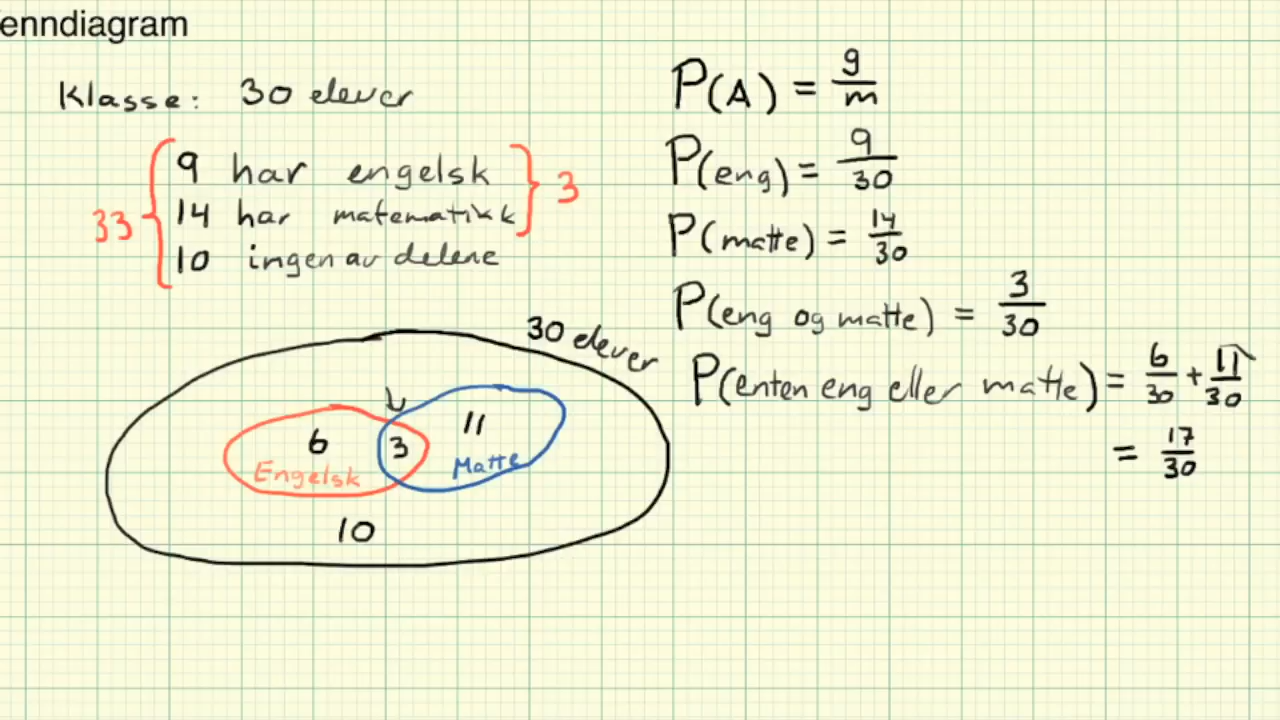 enndiagram
Klasse: 30 elever
9 har engelsk
14 har matematikk
10 ingen av delene
33
3
30 elever
6
3
11
Engelsk
Matte
10
P(A) = g/m
P(eng) = 9/30
P(matte) = 14/30
P(eng og matte) = 3/30
P(enten eng eller matte) = 6/30 + 11/30
= 17/30